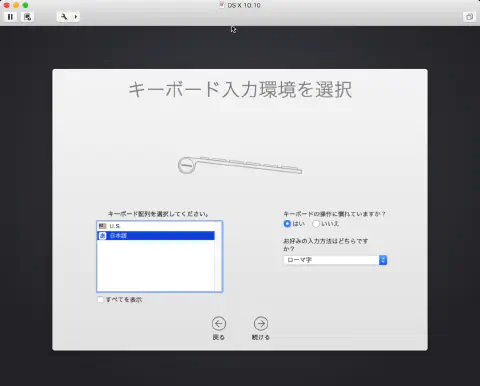 OS X 10.10
キーボード入力環境を選択
キーボード配列を選択してください。
U.S.
日本語
すべてを表示
キーボードの操作に慣れていますか?
はい いいえ
お好みの入力方法はどちらです
か?
ローマ字
戻る 続ける